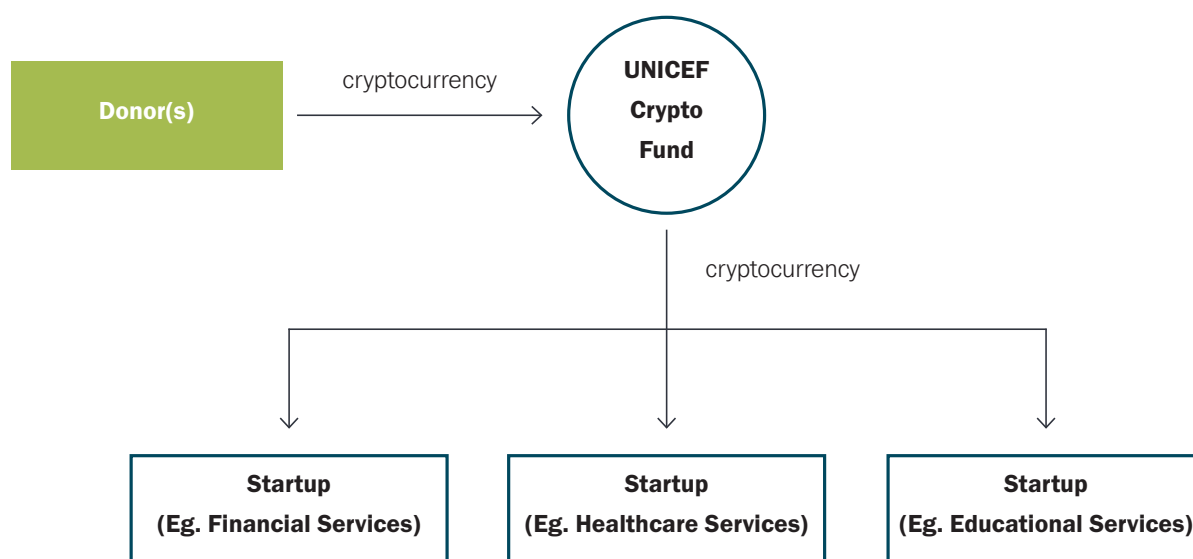 cryptocurrency
Donor(s)
UNICEF
Crypto
Fund
cryptocurrency
Startup
(Eg. Financial Services)
Startup
(Eg. Healthcare Services)
Startup
(Eg. Educational Services)